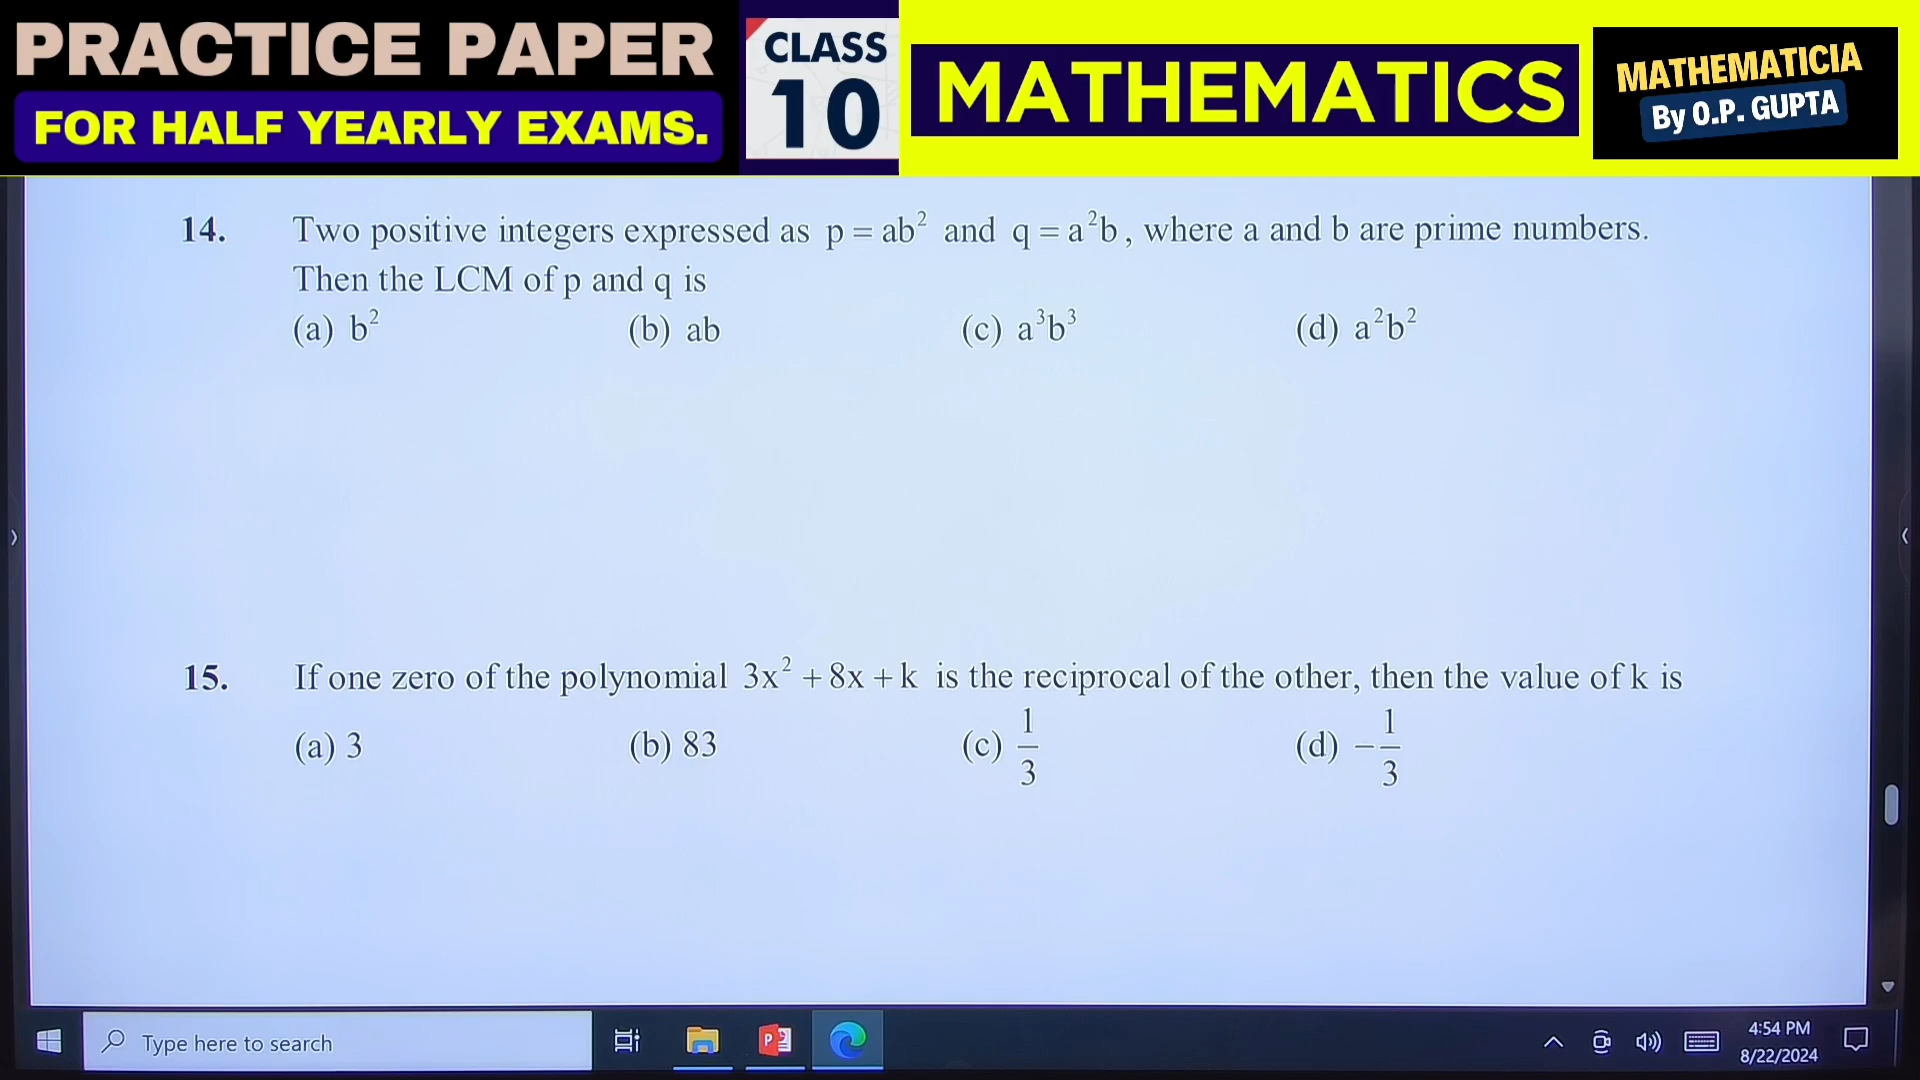 PRACTICE PAPER
FOR HALF YEARLY EXAMS.
CLASS
10
MATHEMATICS
MATHEMATICIA
By O.P. GUPTA
14. Two positive integers expressed as p = ab² and q = a²b, where a and b are prime numbers.
Then the LCM of p and q is
(a) b² (b) ab (c) a³b³ (d) a²b²
15. If one zero of the polynomial 3x² + 8x + k is the reciprocal of the other, then the value of k is
(a) 3 (b) 83 (c) 1/3 (d) −1/3
Type here to search
4:54 PM
8/22/2024